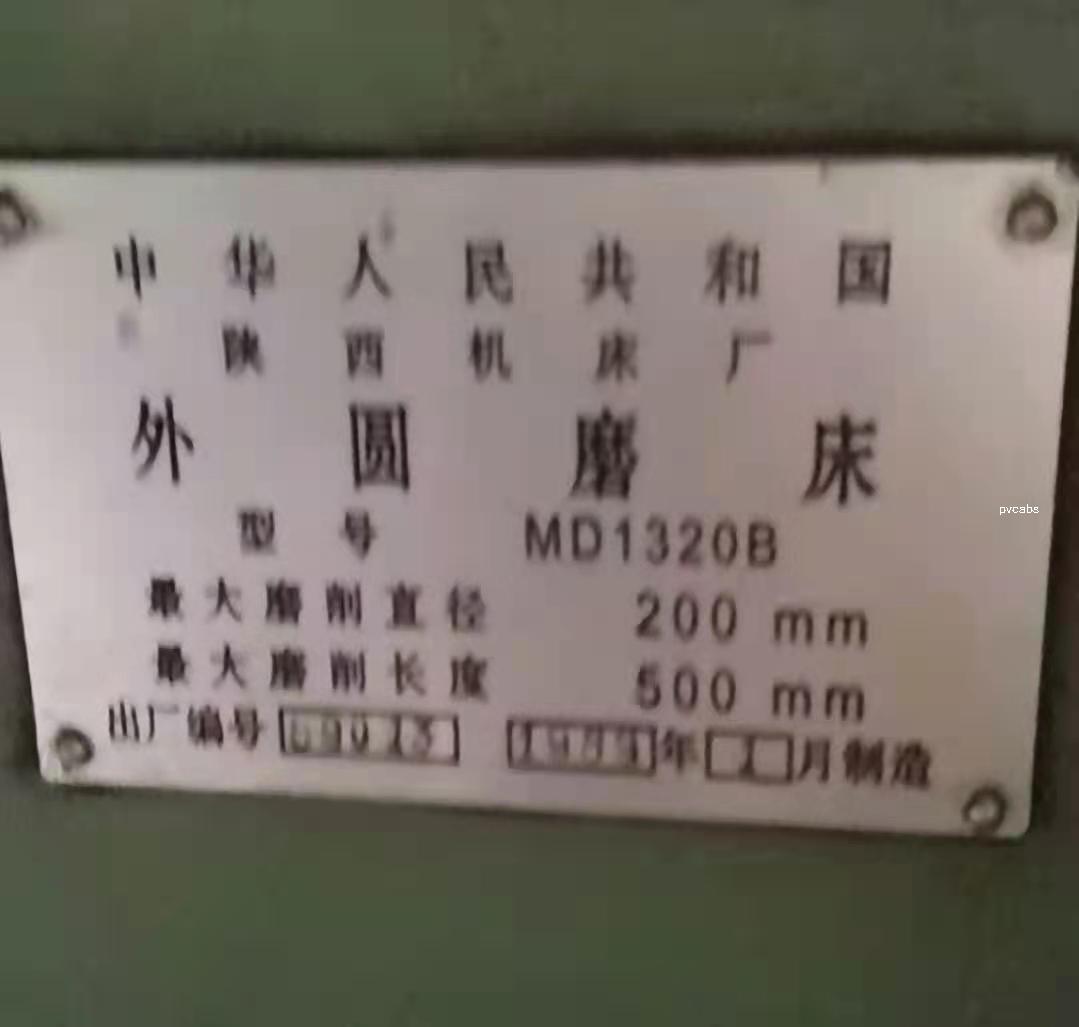 中华人民共和国
陕西机床厂
外圆磨床
型号 MD1320B
最大磨削直径 200 mm
最大磨削长度 500 mm
出厂编号 年 月制造
pvcabs